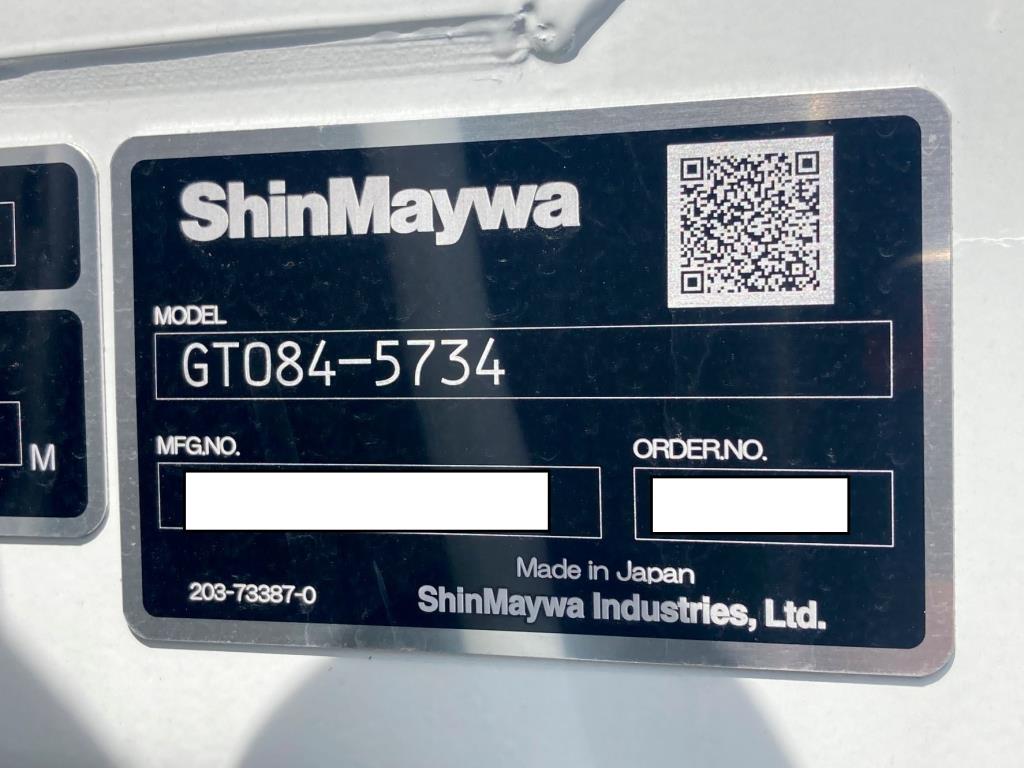 ShinMaywa
MODEL
GT084-5734
MFG.NO.
ORDER.NO.
M
Made in Japan
203-73387-0
ShinMaywa Industries, Ltd.